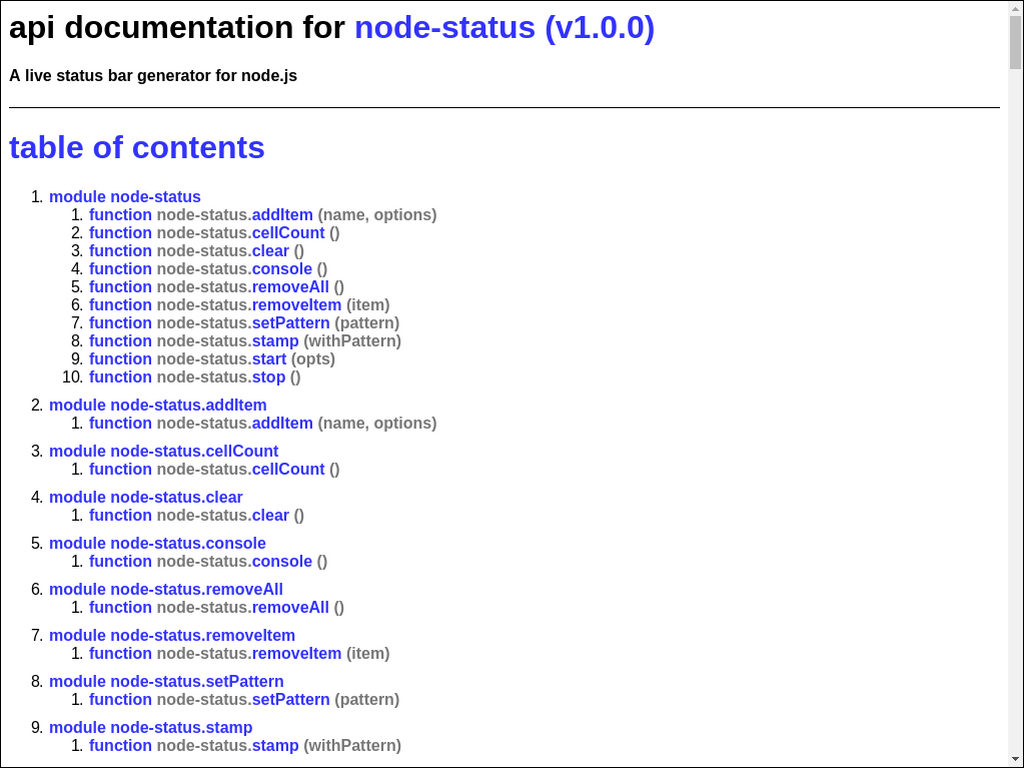 api documentation for node-status (v1.0.0)
A live status bar generator for node.js
table of contents
1. module node-status
1. function node-status.addItem (name, options)
2. function node-status.cellCount ()
3. function node-status.clear ()
4. function node-status.console ()
5. function node-status.removeAll ()
6. function node-status.removeItem (item)
7. function node-status.setPattern (pattern)
8. function node-status.stamp (withPattern)
9. function node-status.start (opts)
10. function node-status.stop ()
2. module node-status.addItem
1. function node-status.addItem (name, options)
3. module node-status.cellCount
1. function node-status.cellCount ()
4. module node-status.clear
1. function node-status.clear ()
5. module node-status.console
1. function node-status.console ()
6. module node-status.removeAll
1. function node-status.removeAll ()
7. module node-status.removeItem
1. function node-status.removeItem (item)
8. module node-status.setPattern
1. function node-status.setPattern (pattern)
9. module node-status.stamp
1. function node-status.stamp (withPattern)